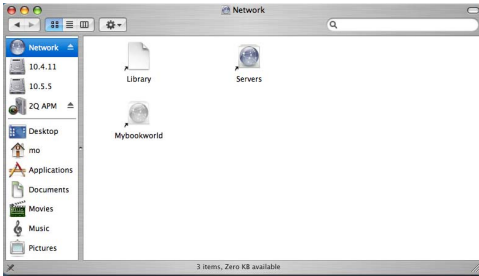 Network
Network
10.4.11
10.5.5
2Q APM
Desktop
mo
Applications
Documents
Movies
Music
Pictures
Library
Servers
Mybookworld
3 items, Zero KB available